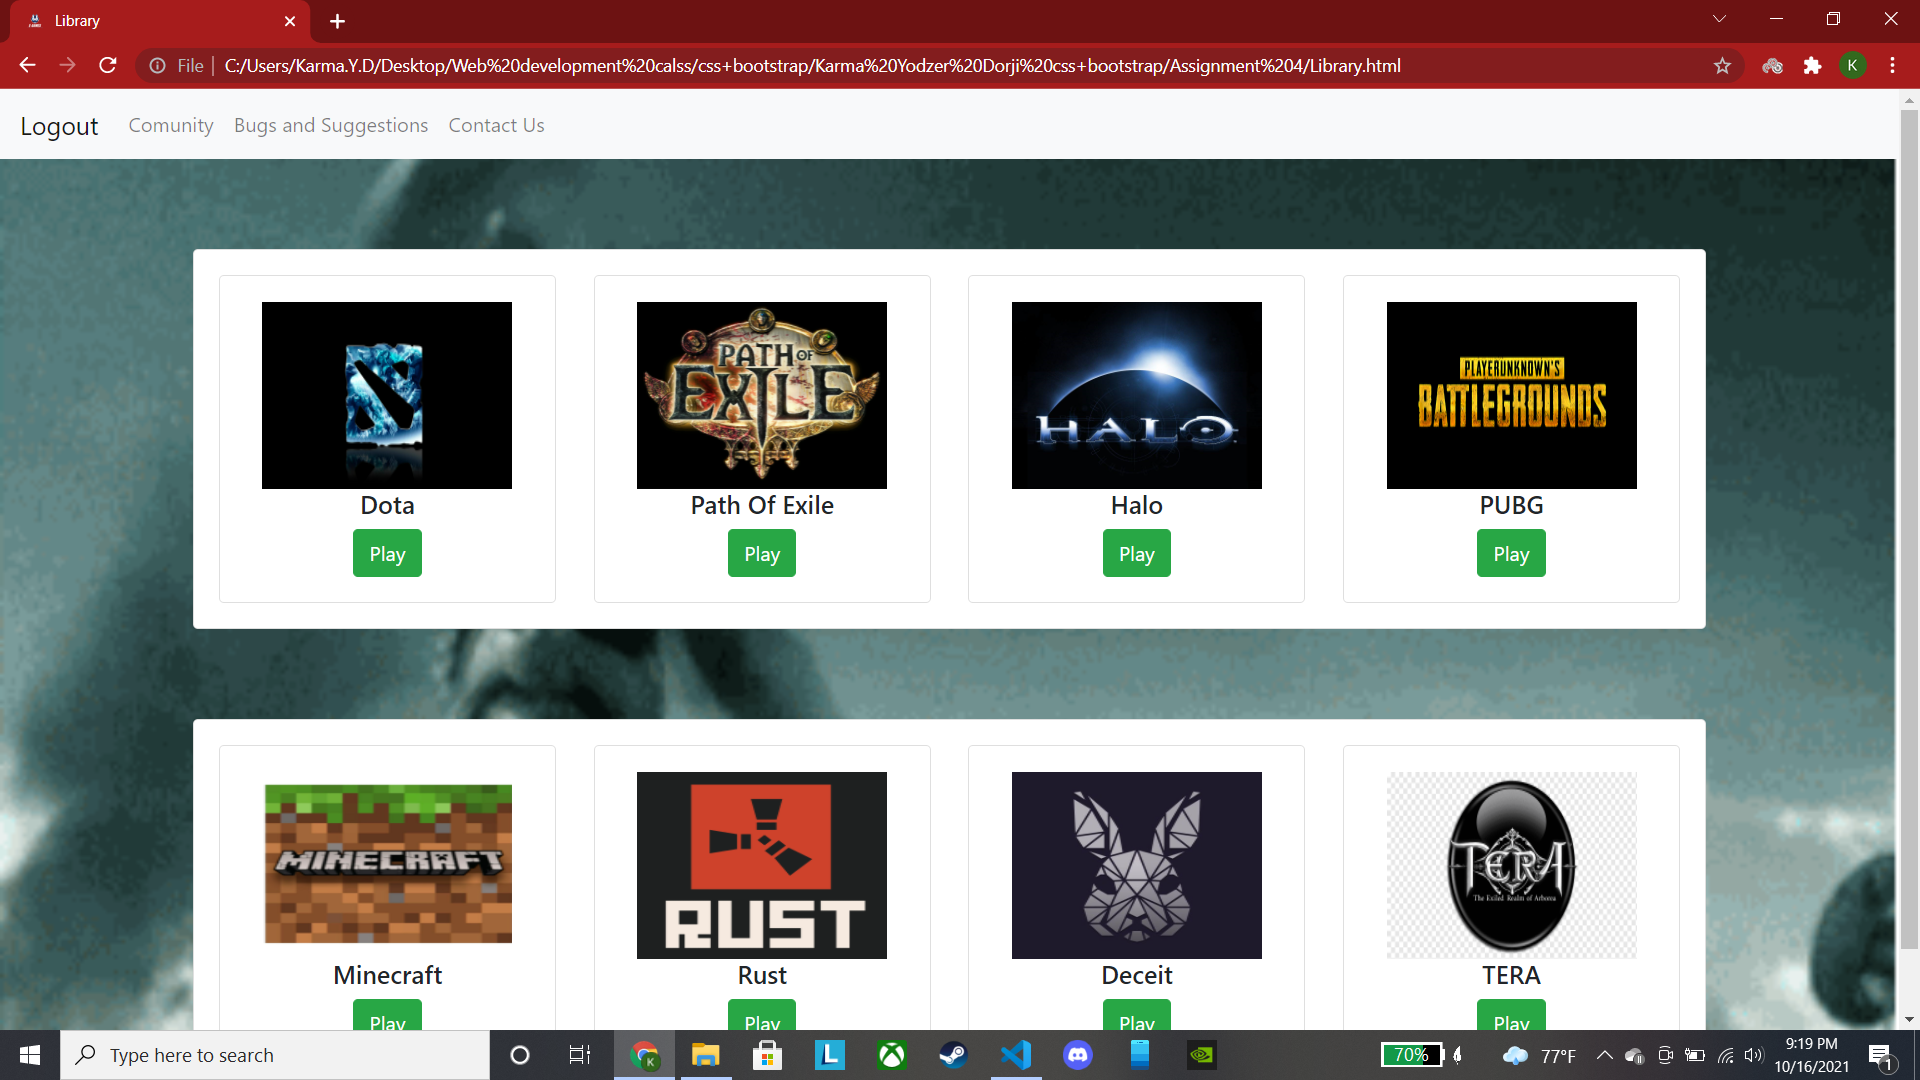 Library
File
C:/Users/Karma.Y.D/Desktop/Web%20development%20calss/css+bootstrap/Karma%20Yodzer%20Dorji%20css+bootstrap/Assignment%204/Library.html
K
Logout Comunity Bugs and Suggestions Contact Us
PATH OF
EXILE
HALO
PLAYERUNKNOWN'S
BATTLEGROUNDS
Dota Path Of Exile Halo PUBG
Play Play Play Play
MINECRAFT
RUST
TERA
The Exiled Realm of Arborea
Minecraft Rust Deceit TERA
Play Play Play Play
Type here to search
K
L
70%
77°F
9:19 PM
10/16/2021
1